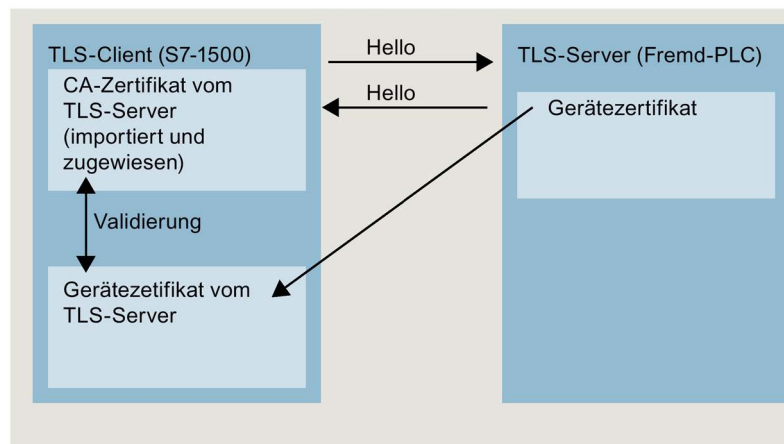 TLS-Client (S7-1500)
CA-Zertifikat vom
TLS-Server
(importiert und
zugewiesen)
Validierung
Gerätezetifikat vom
TLS-Server
Hello
Hello
TLS-Server (Fremd-PLC)
Gerätezertifikat